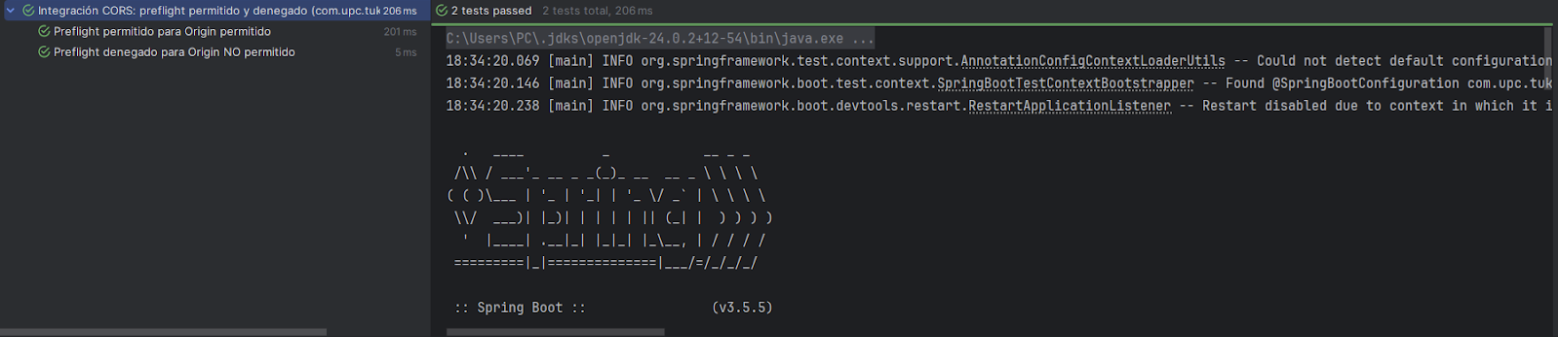 Integración CORS: preflight permitido y denegado (com.upc.tuk 206 ms
Preflight permitido para Origin permitido 201 ms
Preflight denegado para Origin NO permitido 5 ms
2 tests passed 2 tests total, 206 ms
C:\Users\PC\.jdks\openjdk-24.0.2+12-54\bin\java.exe ...
18:34:20.069 [main] INFO org.springframework.test.context.support.AnnotationConfigContextLoaderUtils -- Could not detect default configuration
18:34:20.146 [main] INFO org.springframework.boot.test.context.SpringBootTestContextBootstrapper -- Found @SpringBootConfiguration com.upc.tuk
18:34:20.238 [main] INFO org.springframework.boot.devtools.restart.RestartApplicationListener -- Restart disabled due to context in which it i
  .   ____          _            __ _ _
 /\\ / ___'_ __ _ _(_)_ __  __ _ \ \ \ \
( ( )\___ | '_ | '_| | '_ \/ _` | \ \ \ \
 \\/  ___)| |_)| | | | | || (_| |  ) ) ) )
  '  |____| .__|_| |_|_| |_\__, | / / / /
 =========|_|==============|___/=/_/_/_/
:: Spring Boot :: (v3.5.5)